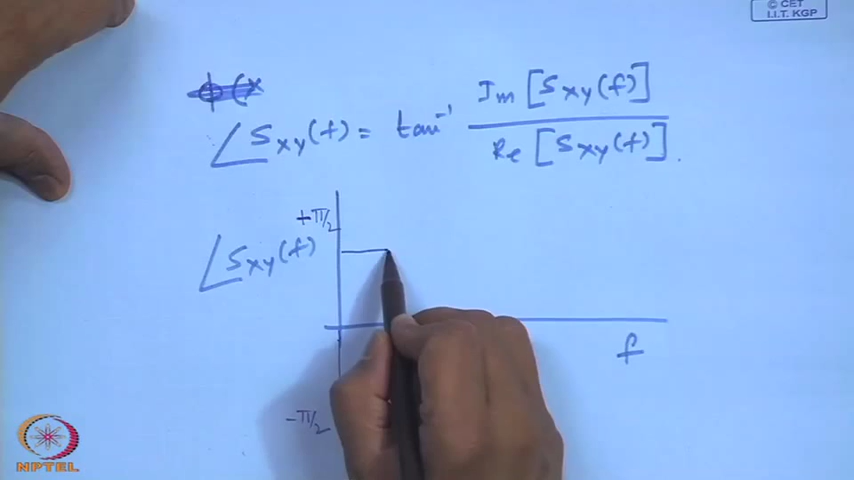 © CET
I.I.T. KGP
ϕ(x
∠Sxy(f) = tan⁻¹ Im[Sxy(f)] / Re[Sxy(f)].
+π/2
∠Sxy(f)
f
-π/2
NPTEL